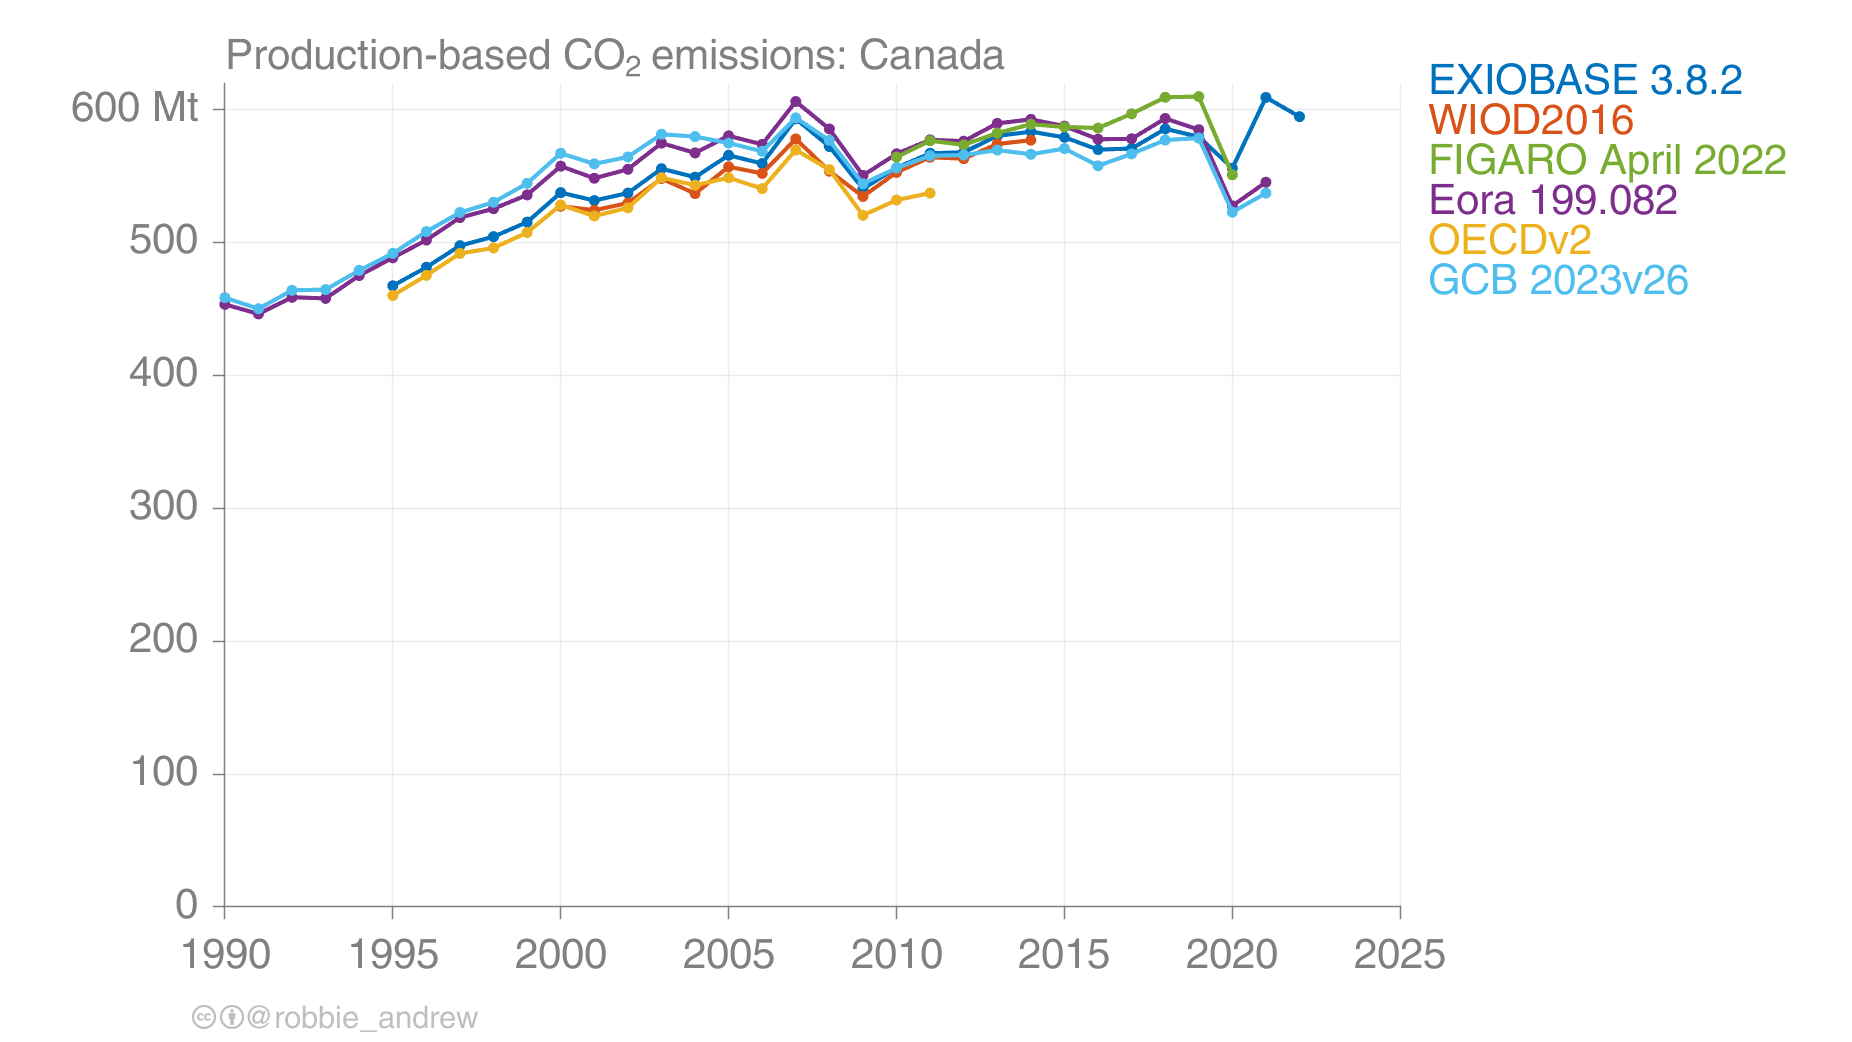 Production-based CO₂ emissions: Canada
EXIOBASE 3.8.2
WIOD2016
FIGARO April 2022
Eora 199.082
OECDv2
GCB 2023v26
600 Mt
500
400
300
200
100
0
1990 1995 2000 2005 2010 2015 2020 2025
cc @robbie_andrew